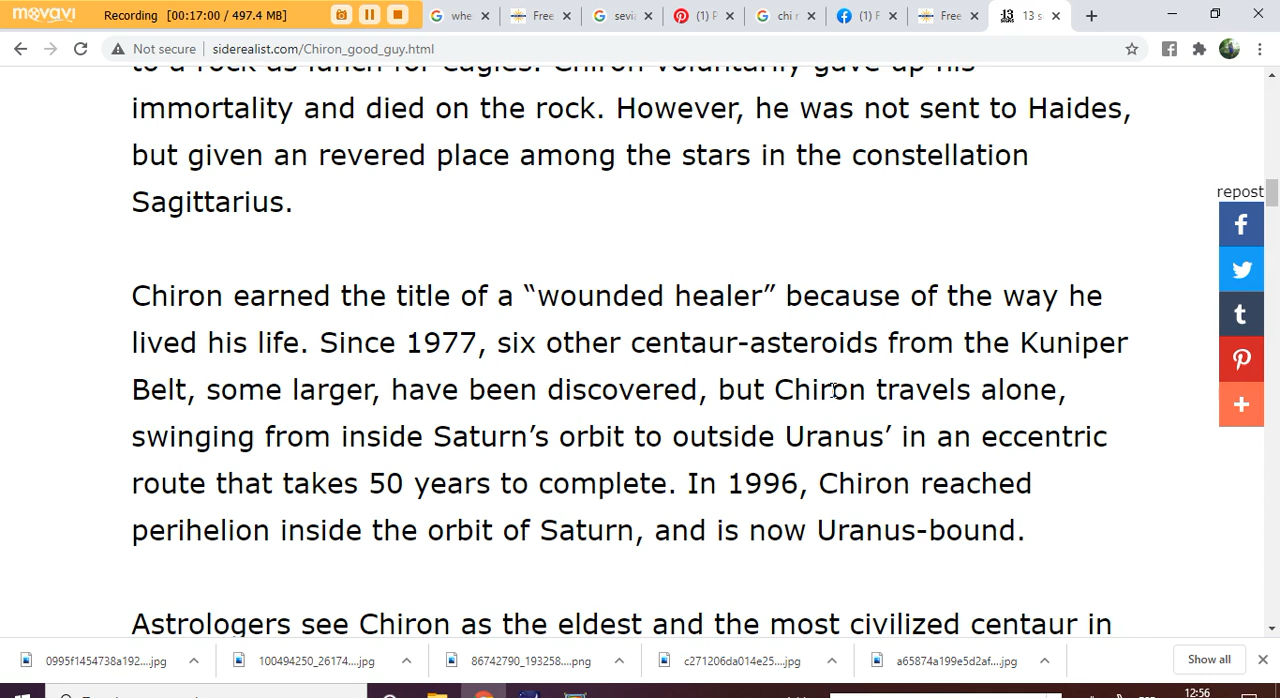 movavi Recording [00:17:00 / 497.4 MB]
whe
Free
sevi
(1) P
chi r
(1) F
Free
13 s
Not secure siderealist.com/Chiron_good_guy.html
immortality and died on the rock. However, he was not sent to Haides,
but given an revered place among the stars in the constellation
Sagittarius.
repost
Chiron earned the title of a “wounded healer” because of the way he
lived his life. Since 1977, six other centaur-asteroids from the Kuniper
Belt, some larger, have been discovered, but Chiron travels alone,
swinging from inside Saturn’s orbit to outside Uranus’ in an eccentric
route that takes 50 years to complete. In 1996, Chiron reached
perihelion inside the orbit of Saturn, and is now Uranus-bound.
Astrologers see Chiron as the eldest and the most civilized centaur in
0995f1454738a192....jpg
100494250_26174....jpg
86742790_193258....png
c271206da014e25....jpg
a65874a199e5d2af....jpg
Show all
12:56